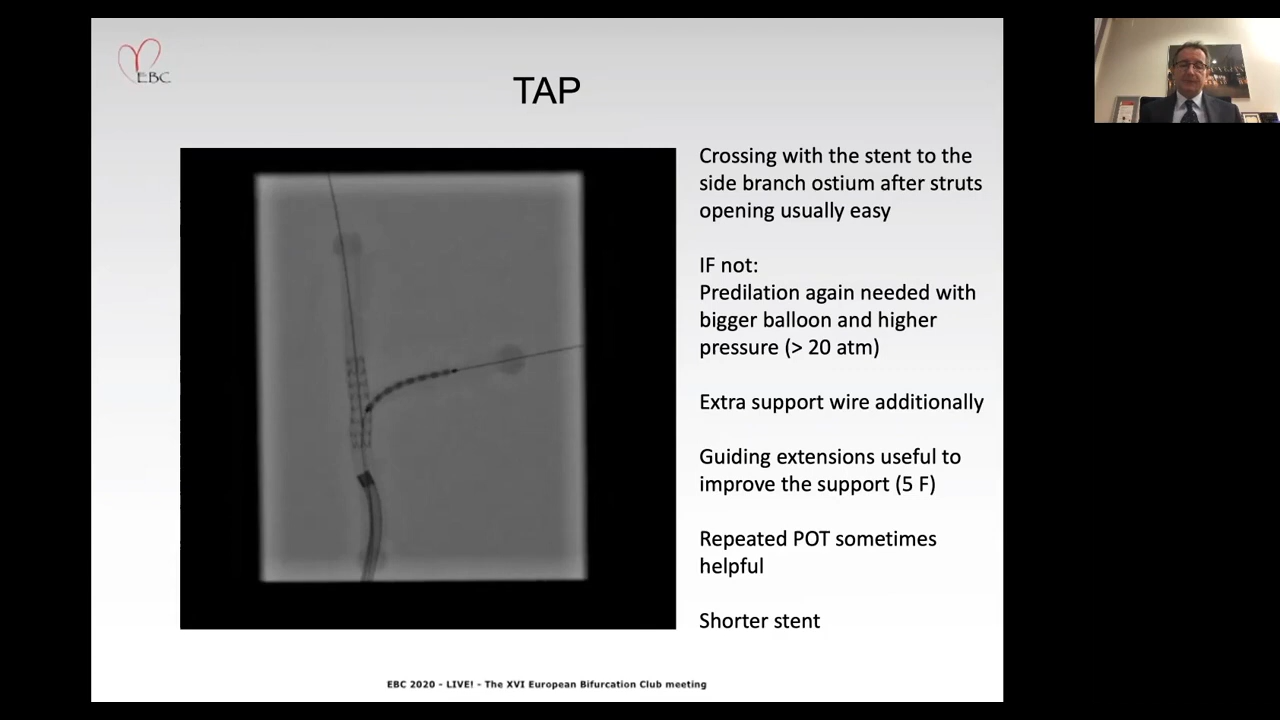 EBC
TAP
Crossing with the stent to the
side branch ostium after struts
opening usually easy
IF not:
Predilation again needed with
bigger balloon and higher
pressure (> 20 atm)
Extra support wire additionally
Guiding extensions useful to
improve the support (5 F)
Repeated POT sometimes
helpful
Shorter stent
EBC 2020 - LIVE! - The XVI European Bifurcation Club meeting